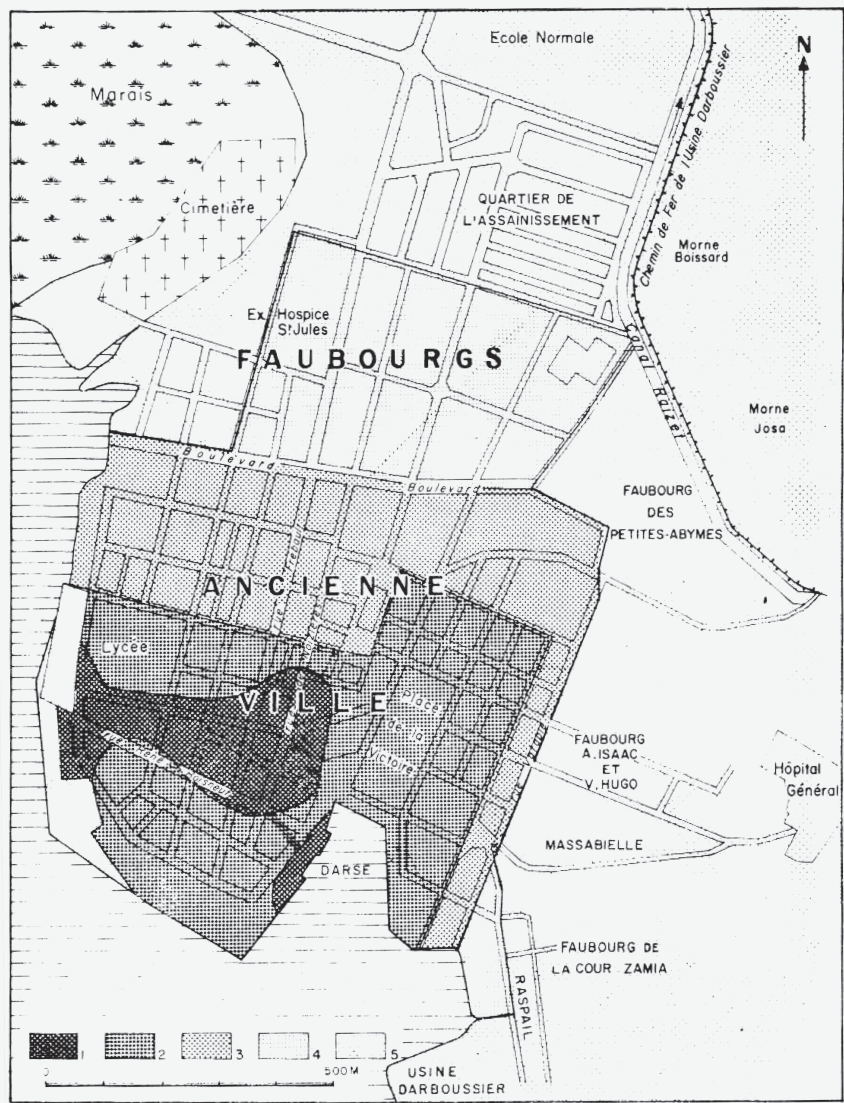 Ecole Normale
N
Marais
Chemin de Fer de l'Usine Darboussier
Cimetière
QUARTIER DE
L'ASSAINISSEMENT
Morne
Boissard
Ex. Hospice
St Jules
FAUBOURGS
Canal Raizet
Morne
Josa
Boulevard
Boulevard
FAUBOURG
DES
PETITES-ABYMES
ANCIENNE
Lycée
VILLE
Place
de la
Victoire
FAUBOURG
A. ISAAC
ET
V. HUGO
Hôpital
Général
MASSABIELLE
DARSE
FAUBOURG DE
LA COUR ZAMIA
RASPAIL
1 2 3 4 5
0 500M
USINE
DARBOUSSIER